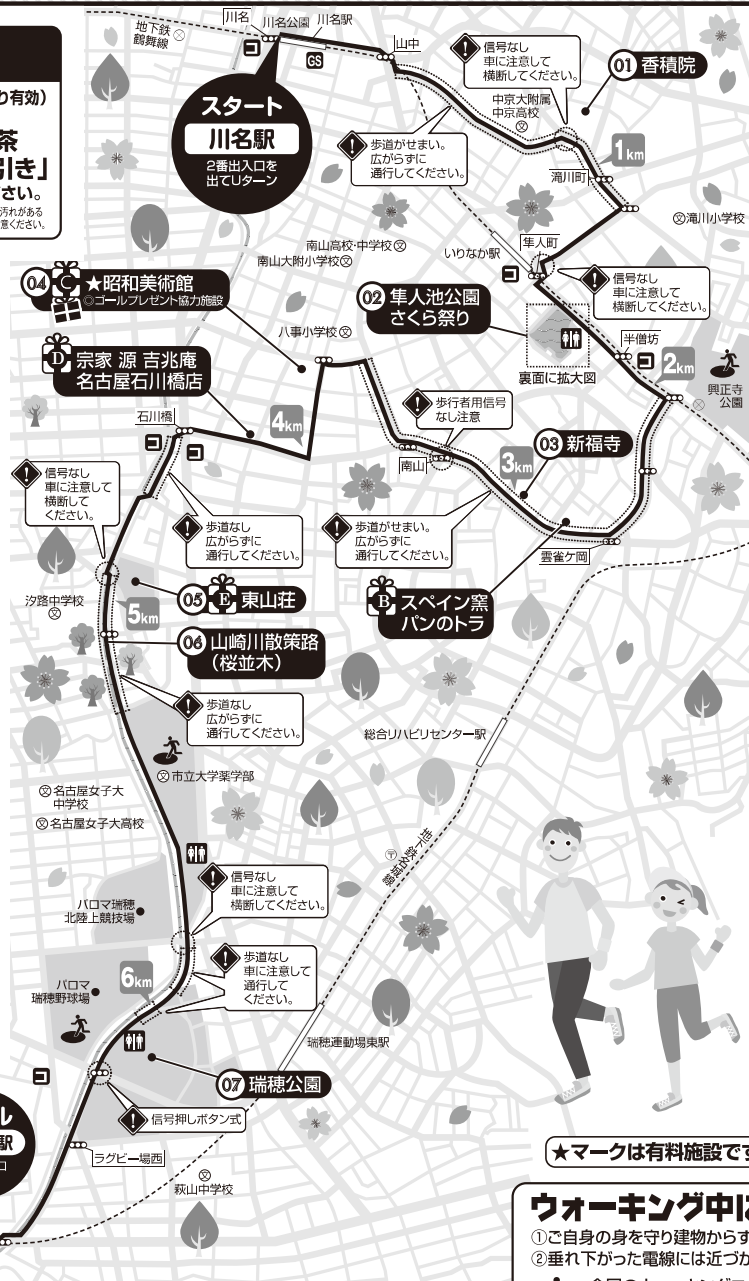 り有効)
茶
引き」
さい。
汚れがある
意ください。
地下鉄
鶴舞線
川名
川名公園
川名駅
GS
山中
スタート
川名駅
2番出入口を
出てUターン
信号なし
車に注意して
横断してください。
01 香積院
中京大附属
中京高校
歩道がせまい。
広がらずに
通行してください。
1km
滝川町
滝川小学校
南山高校・中学校
南山大附小学校
いりなか駅
隼人町
信号なし
車に注意して
横断してください。
04 C ★昭和美術館
◎ゴールプレゼント協力施設
02 隼人池公園
さくら祭り
八事小学校
半僧坊
裏面に拡大図
2km
興正寺
公園
D 宗家 源 吉兆庵
名古屋石川橋店
石川橋
4km
歩行者用信号
なし注意
南山
3km
03 新福寺
信号なし
車に注意して
横断して
ください。
歩道なし
広がらずに
通行してください。
歩道がせまい。
広がらずに
通行してください。
雲雀ケ岡
汐路中学校
5km
05 E 東山荘
B スペイン窯
パンのトラ
06 山崎川散策路
(桜並木)
歩道なし
広がらずに
通行してください。
総合リハビリセンター駅
市立大学薬学部
名古屋女子大
中学校
名古屋女子大高校
地下鉄名城線
信号なし
車に注意して
横断してください。
パロマ瑞穂
北陸上競技場
歩道なし
車に注意して
通行して
ください。
6km
パロマ
瑞穂野球場
瑞穂運動場東駅
07 瑞穂公園
信号押しボタン式
ル
駅
口
ラグビー場西
萩山中学校
★マークは有料施設です
ウォーキング中に
①ご自身の身を守り建物からす
②垂れ下がった電線には近づか